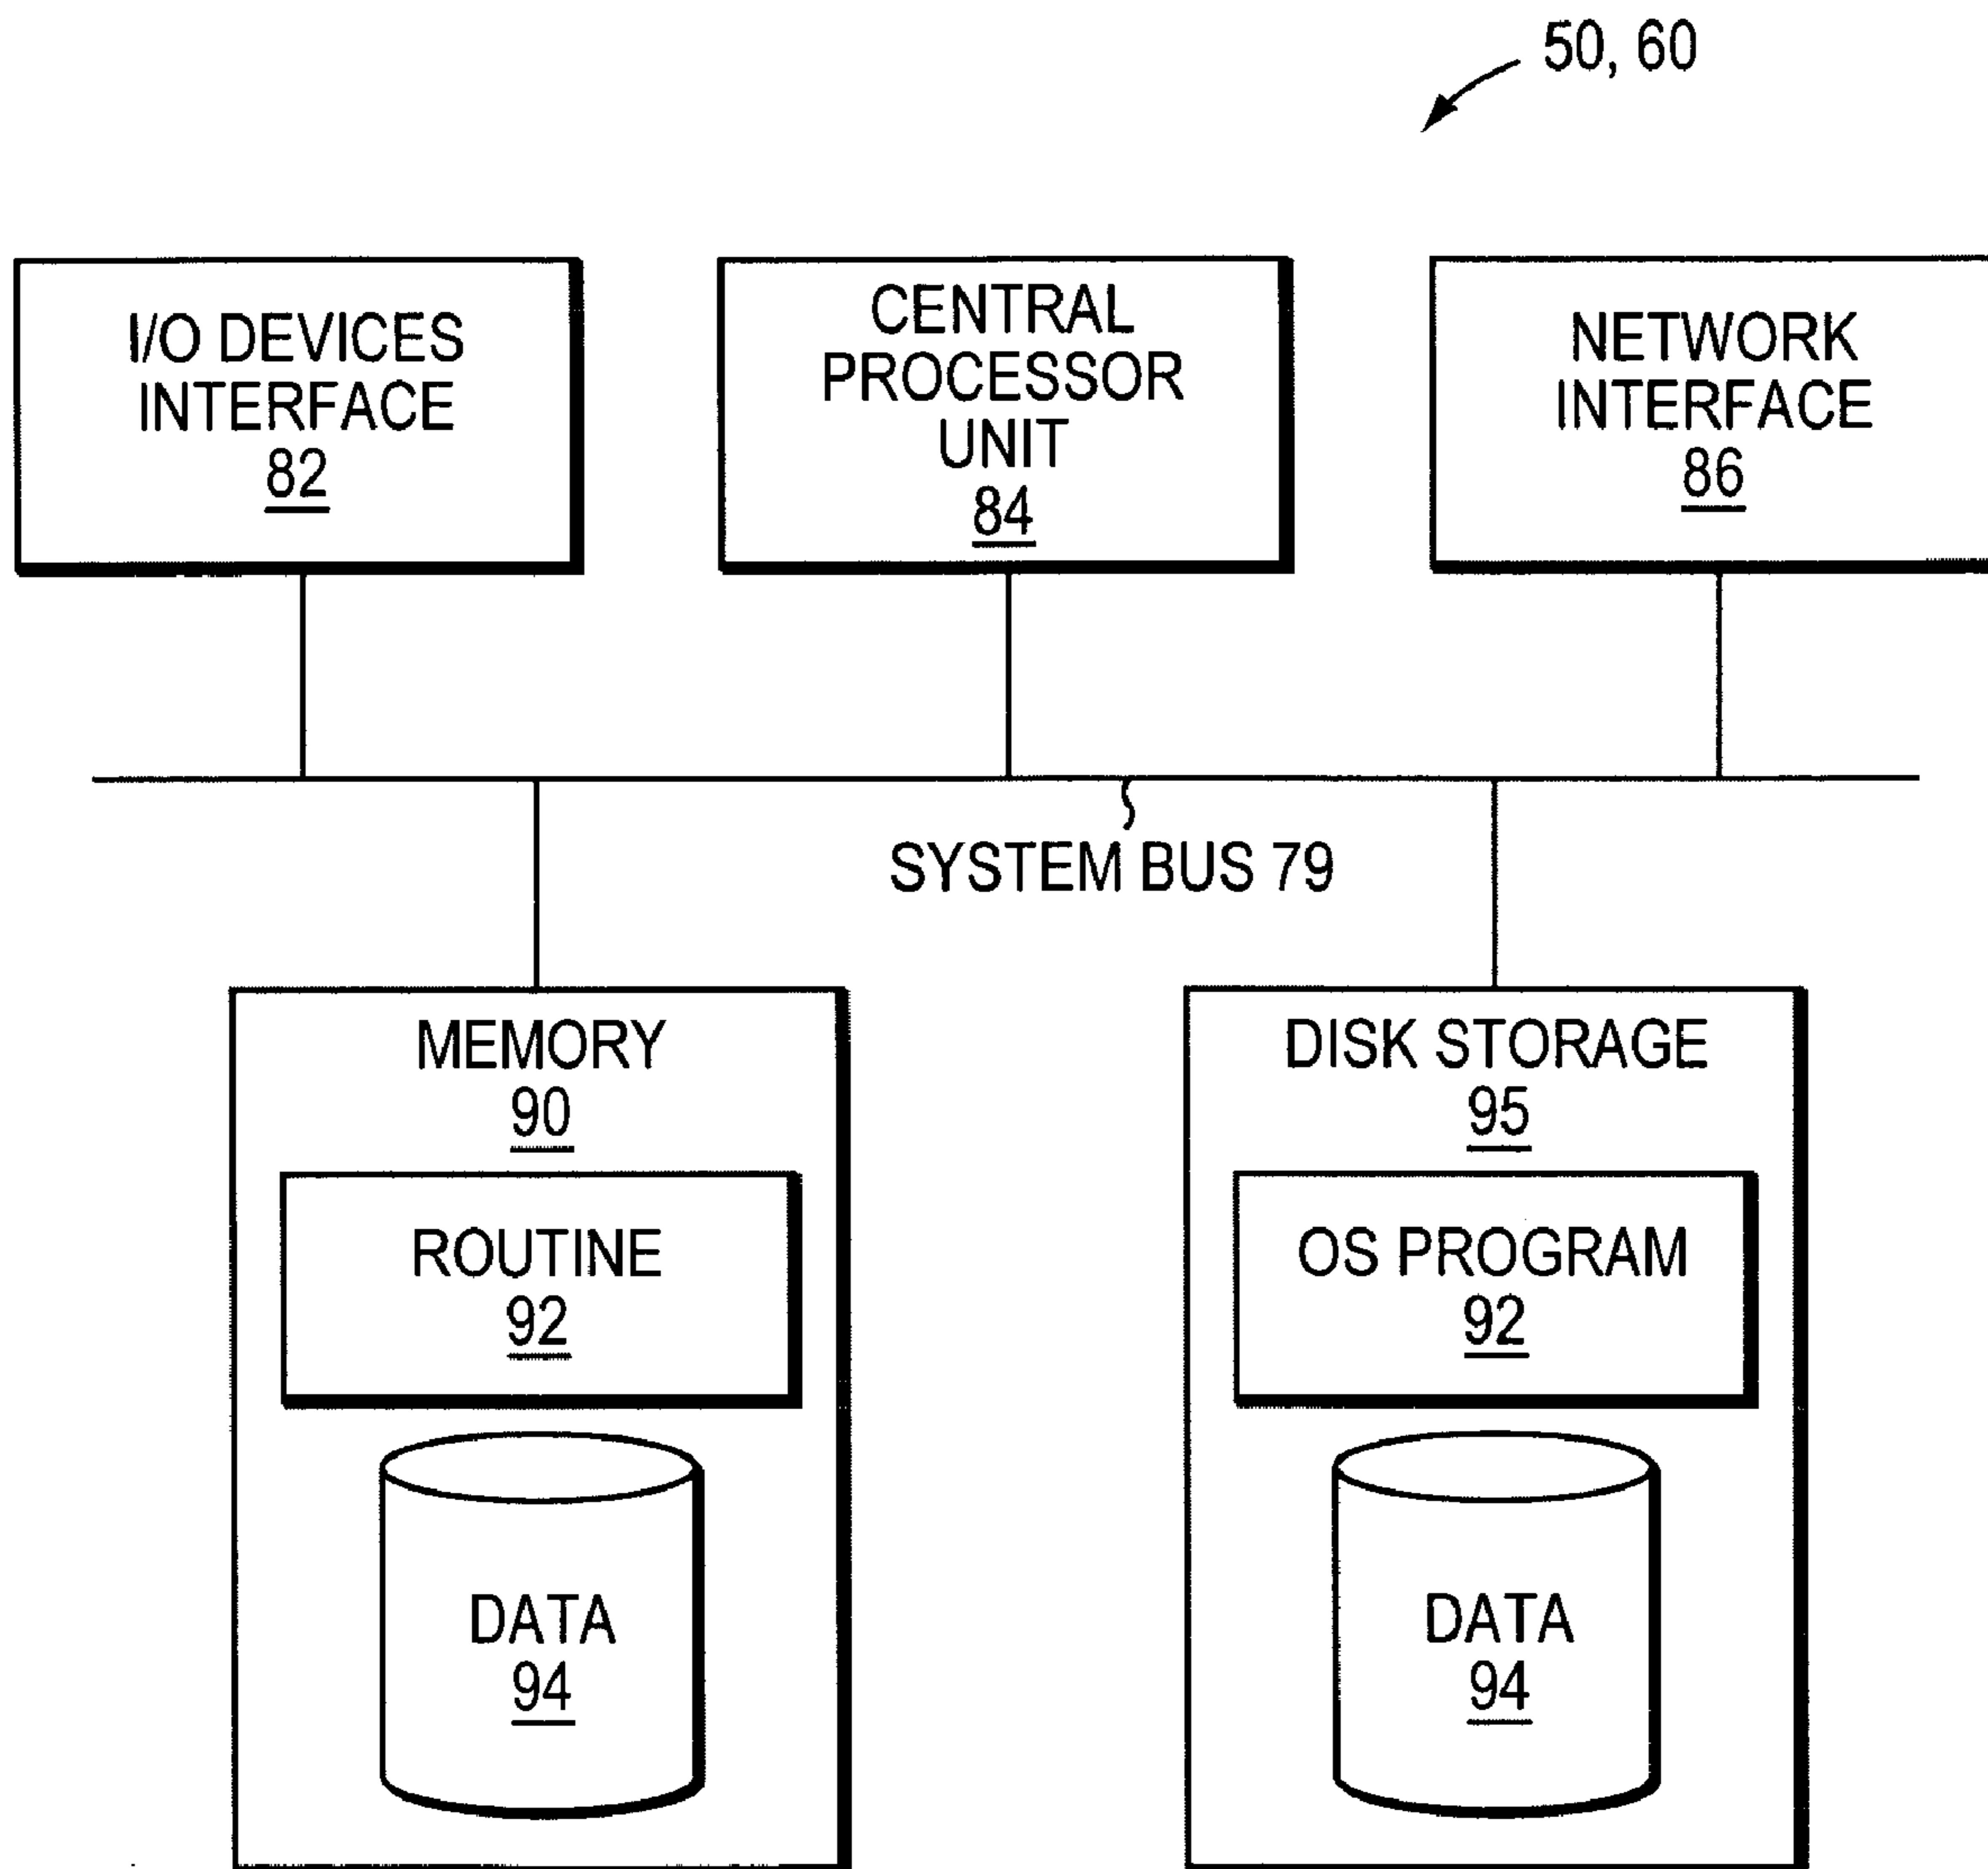 50, 60
I/O DEVICES
INTERFACE
82
CENTRAL
PROCESSOR
UNIT
84
NETWORK
INTERFACE
86
SYSTEM BUS 79
MEMORY
90
ROUTINE
92
DATA
94
DISK STORAGE
95
OS PROGRAM
92
DATA
94